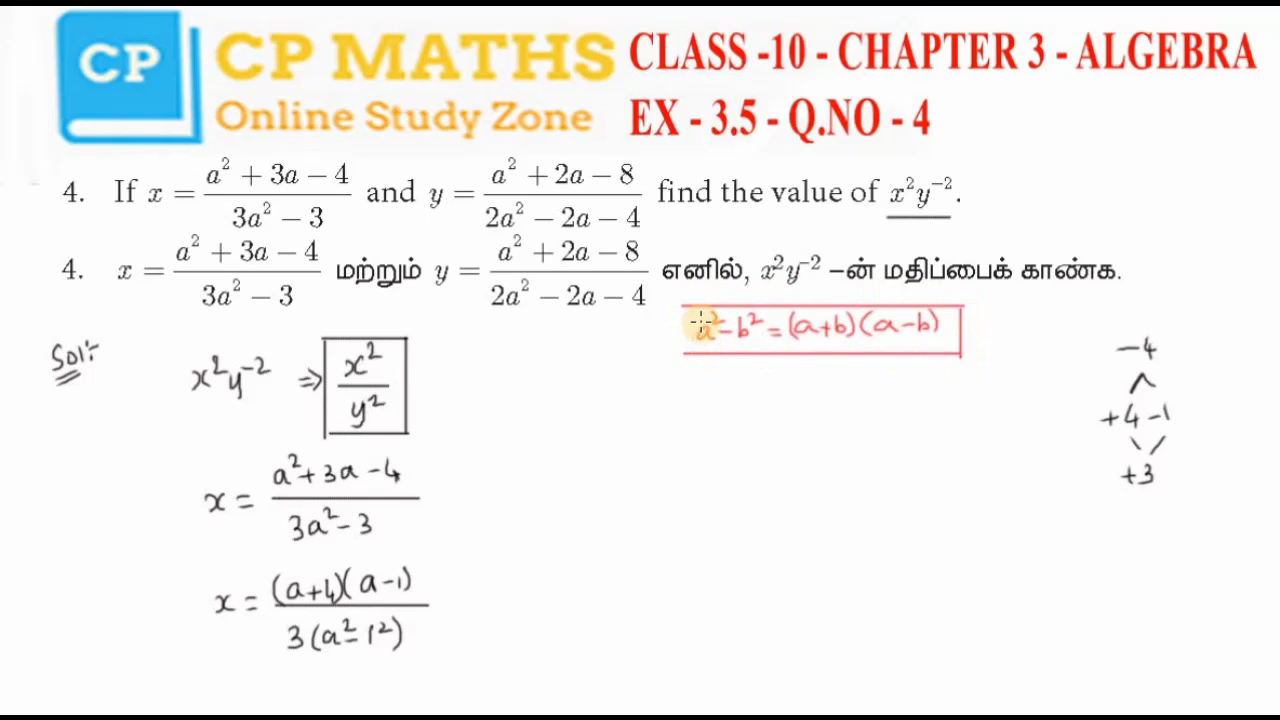 CP
CP MATHS
Online Study Zone
CLASS -10 - CHAPTER 3 - ALGEBRA
EX - 3.5 - Q.NO - 4
4. If x = (a² + 3a − 4)/(3a² − 3) and y = (a² + 2a − 8)/(2a² − 2a − 4) find the value of x²y⁻².
4. x = (a² + 3a − 4)/(3a² − 3) மற்றும் y = (a² + 2a − 8)/(2a² − 2a − 4) எனில், x²y⁻² –ன் மதிப்பைக் காண்க.
a² - b² = (a+b)(a-b)
Sol:-
x²y⁻² ⇒ x²/y²
x = (a²+3a-4)/(3a²-3)
x = (a+4)(a-1)/3(a²-1²)
-4
+4 -1
+3